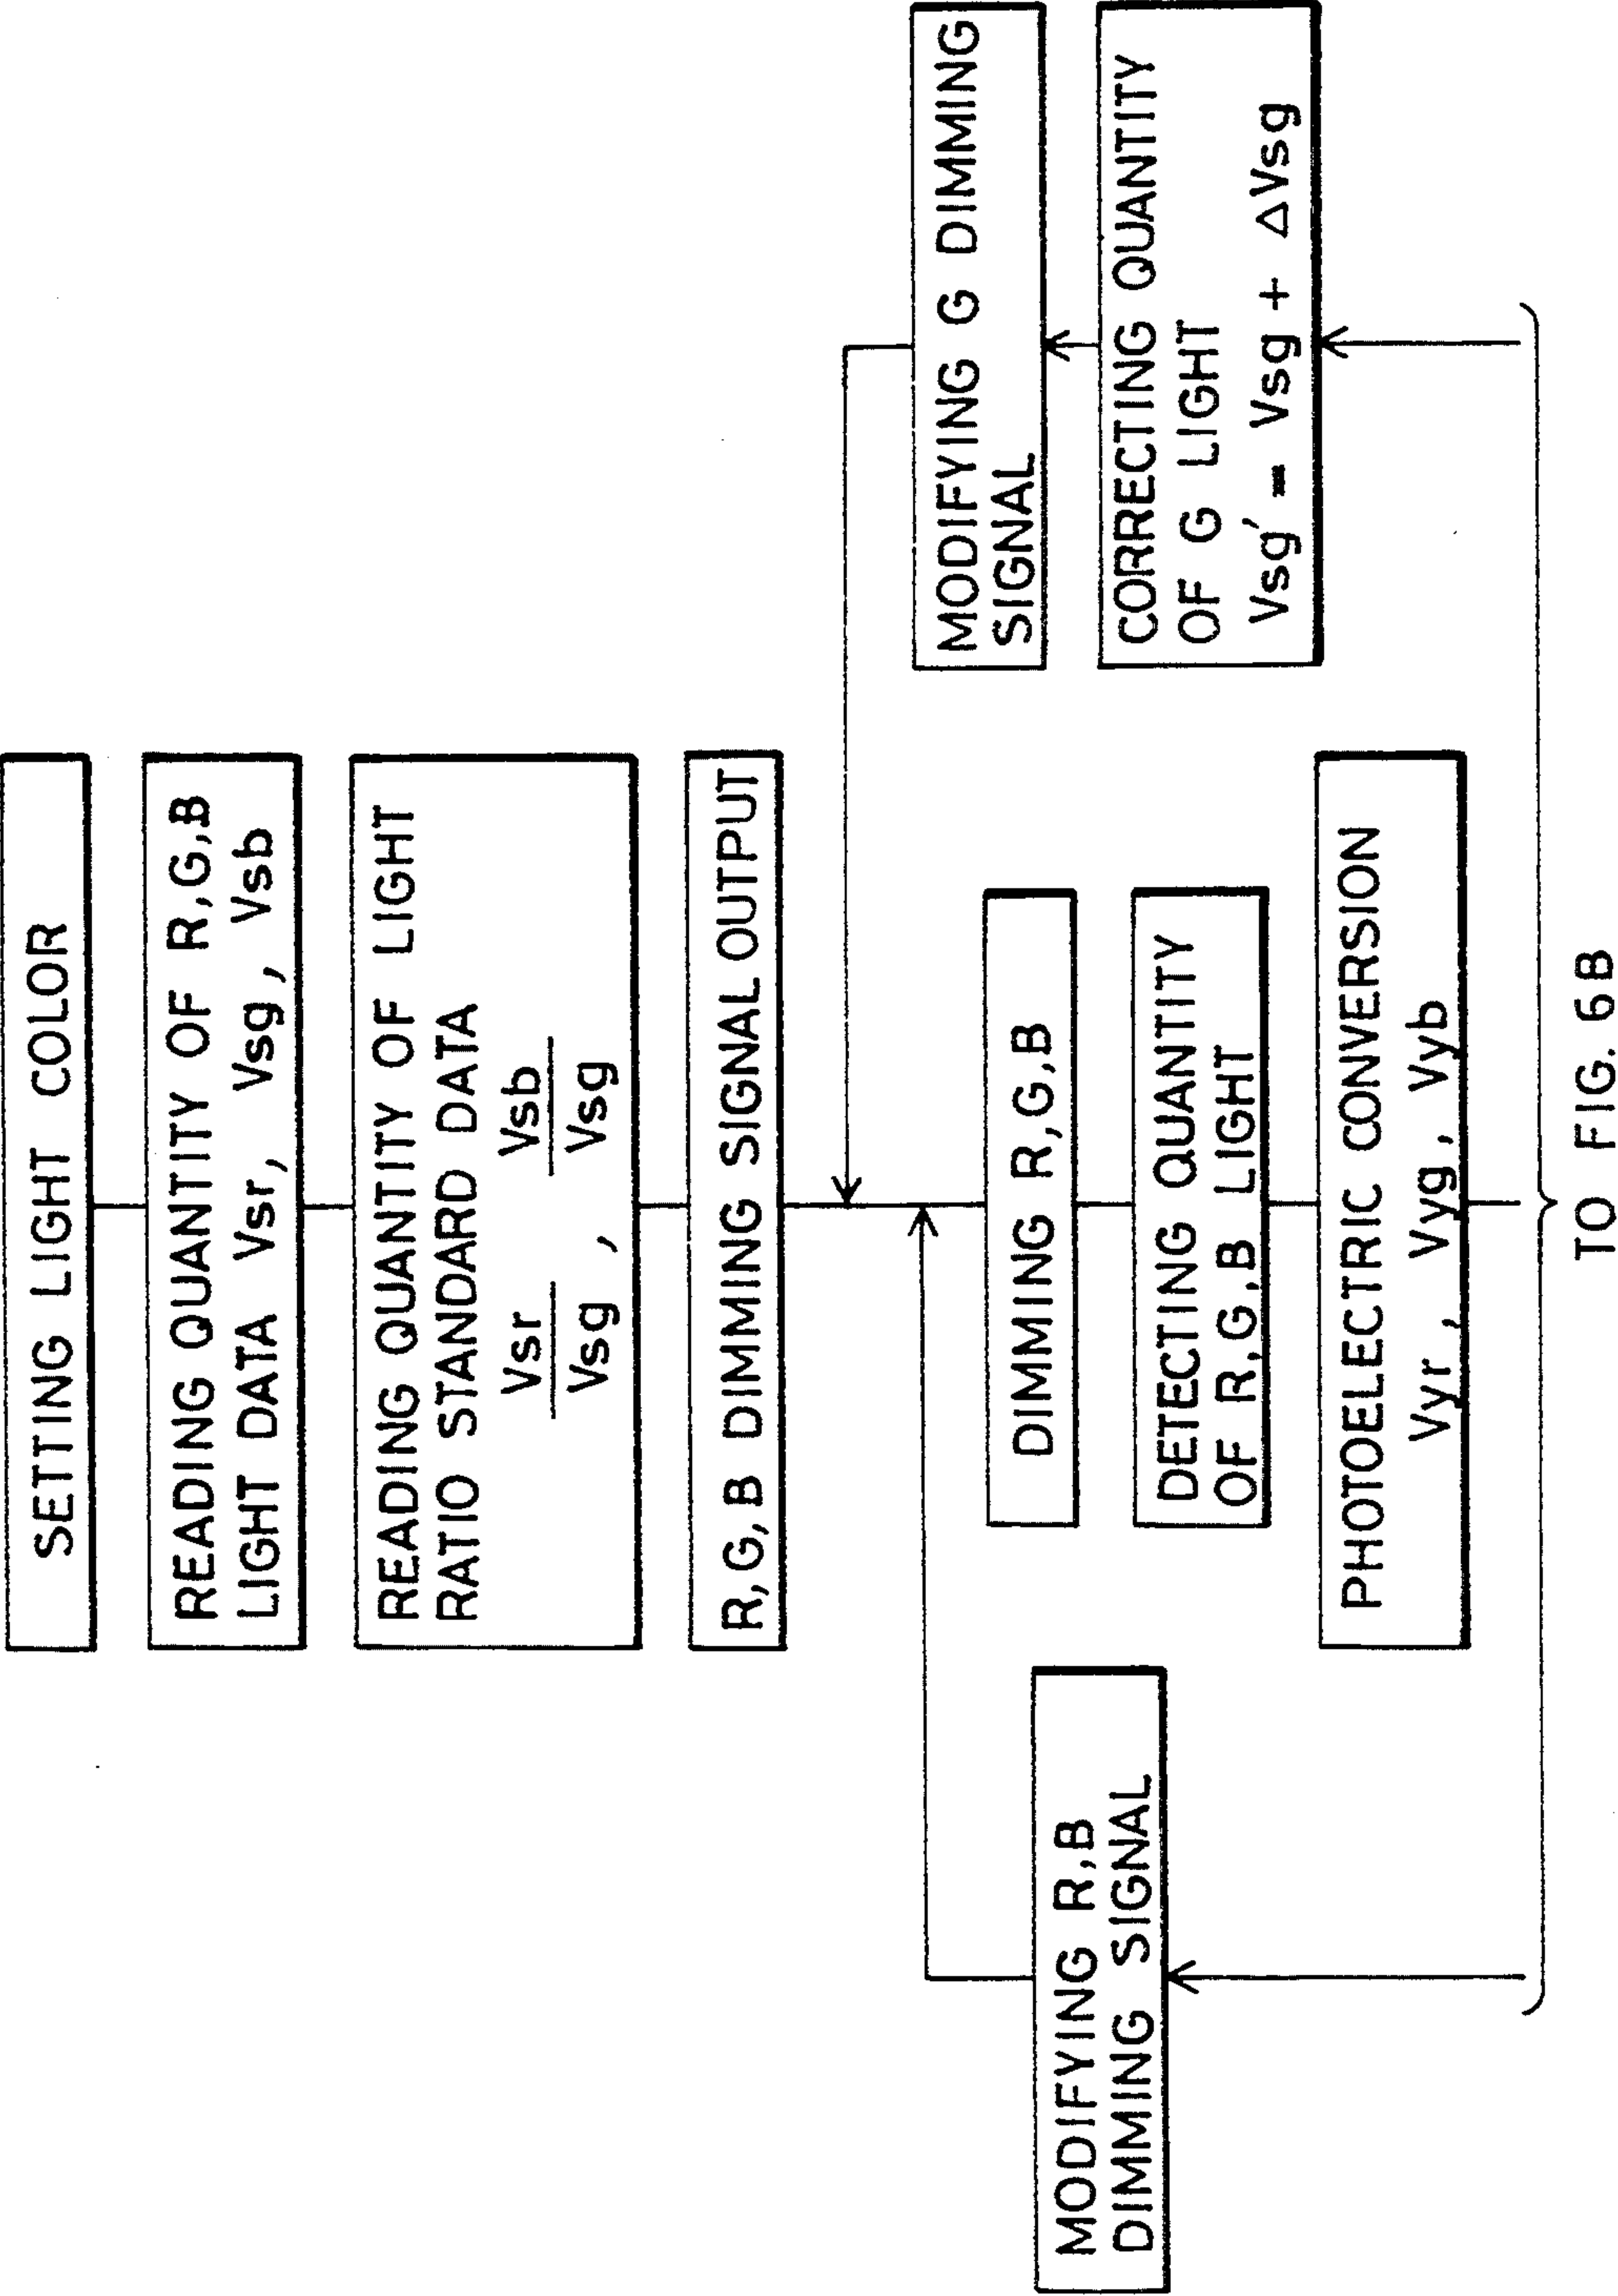 SETTING LIGHT COLOR
READING QUANTITY OF R,G,B
LIGHT DATA Vsr, Vsg, Vsb
READING QUANTITY OF LIGHT
RATIO STANDARD DATA
Vsr/Vsg , Vsb/Vsg
R,G,B DIMMING SIGNAL OUTPUT
DIMMING R,G,B
DETECTING QUANTITY
OF R,G,B LIGHT
PHOTOELECTRIC CONVERSION
Vyr, Vyg, Vyb
MODIFYING R,B
DIMMING SIGNAL
MODIFYING G DIMMING
SIGNAL
CORRECTING QUANTITY
OF G LIGHT
Vsg' = Vsg + △Vsg
TO FIG. 6B